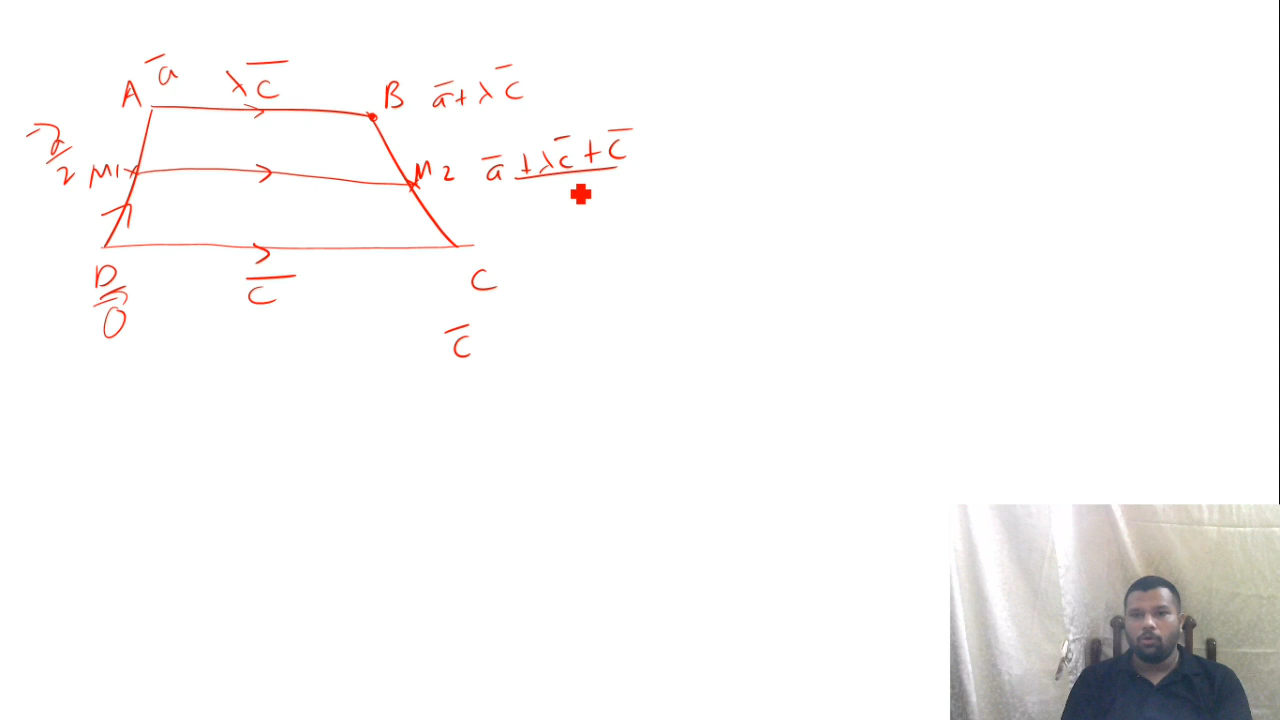 A a̅ λc̅ B a̅ + λc̅
a̅/2 M1 M2 a̅ + λc̅ + c̅
D c̅ C
0̅ c̅